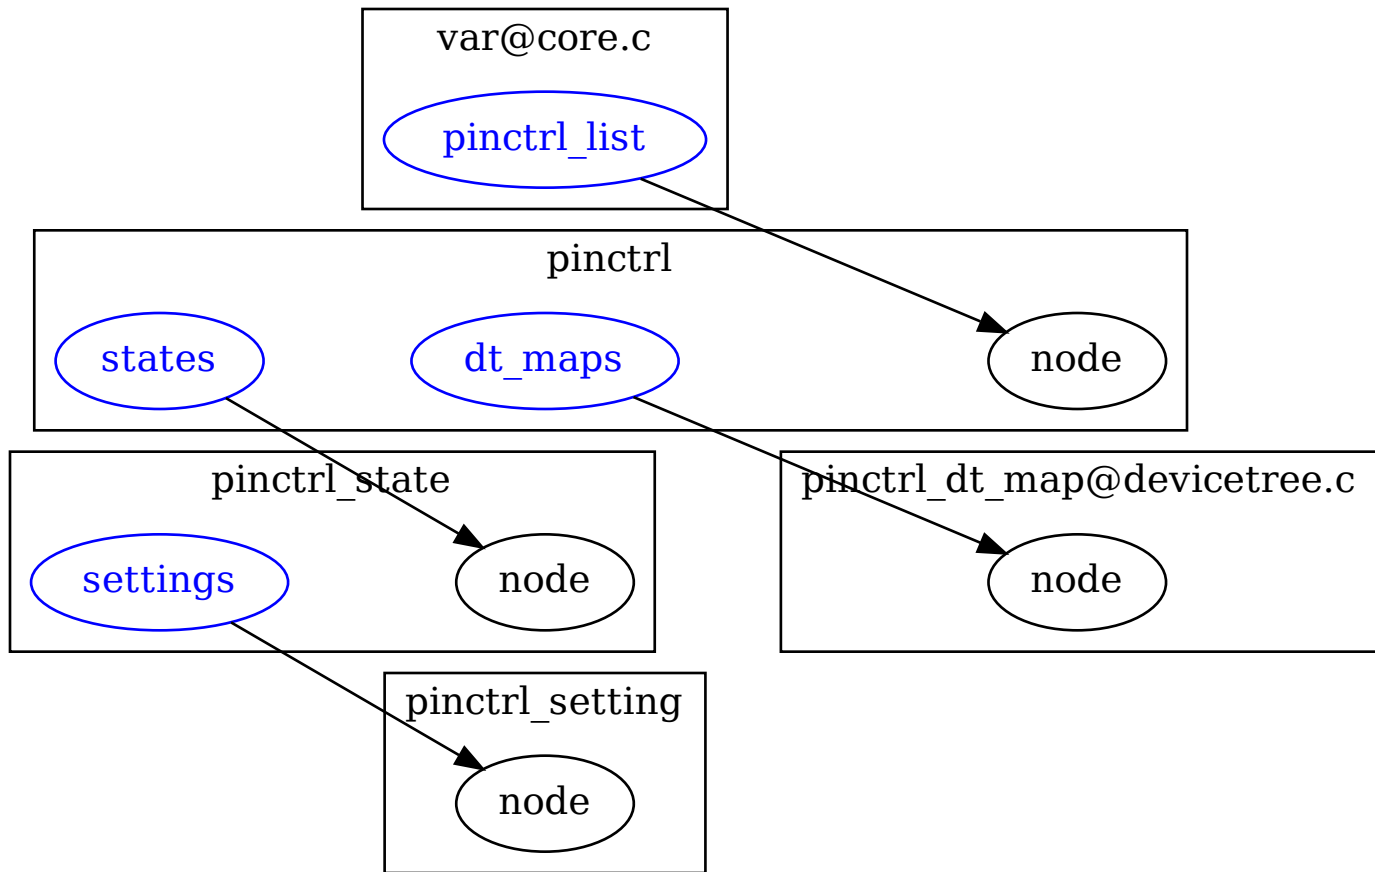 var@core.c
pinctrl_list
pinctrl
states
dt_maps
node
pinctrl_state
pinctrl_dt_map@devicetree.c
settings
node
node
pinctrl_setting
node